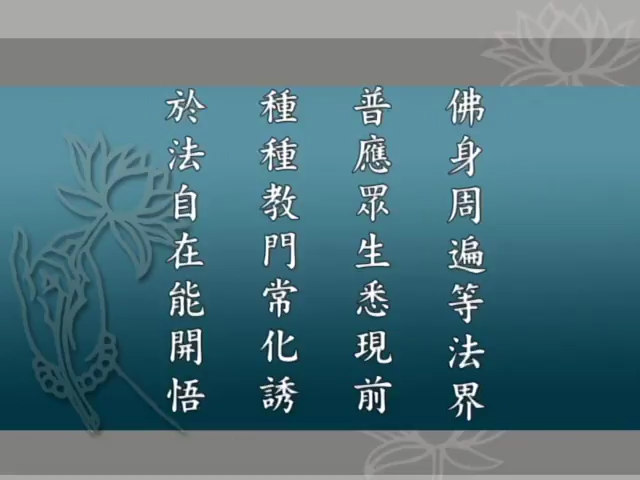 佛身周遍等法界
普應眾生悉現前
種種教門常化誘
於法自在能開悟